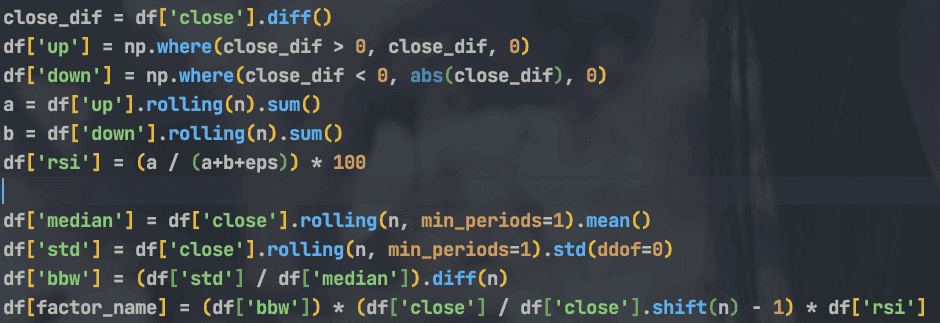 close_dif = df['close'].diff()
df['up'] = np.where(close_dif > 0, close_dif, 0)
df['down'] = np.where(close_dif < 0, abs(close_dif), 0)
a = df['up'].rolling(n).sum()
b = df['down'].rolling(n).sum()
df['rsi'] = (a / (a+b+eps)) * 100
df['median'] = df['close'].rolling(n, min_periods=1).mean()
df['std'] = df['close'].rolling(n, min_periods=1).std(ddof=0)
df['bbw'] = (df['std'] / df['median']).diff(n)
df[factor_name] = (df['bbw']) * (df['close'] / df['close'].shift(n) - 1) * df['rsi']